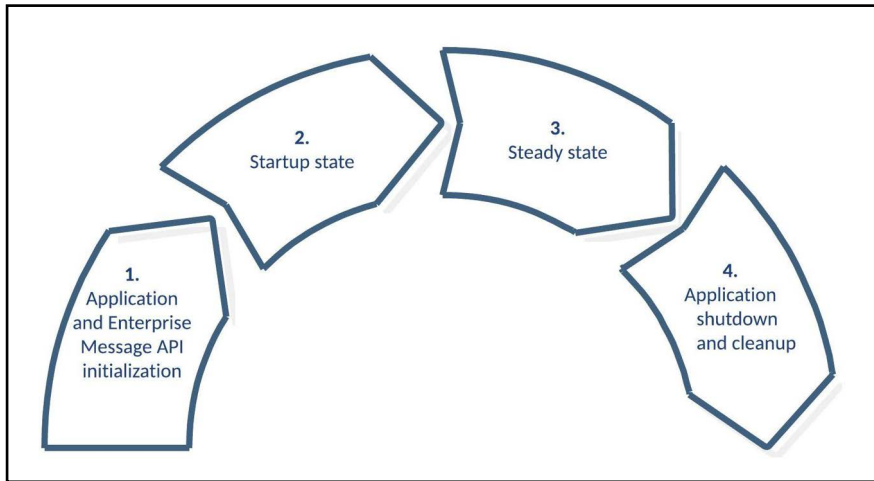 1.
Application
and Enterprise
Message API
initialization
2.
Startup state
3.
Steady state
4.
Application
shutdown
and cleanup